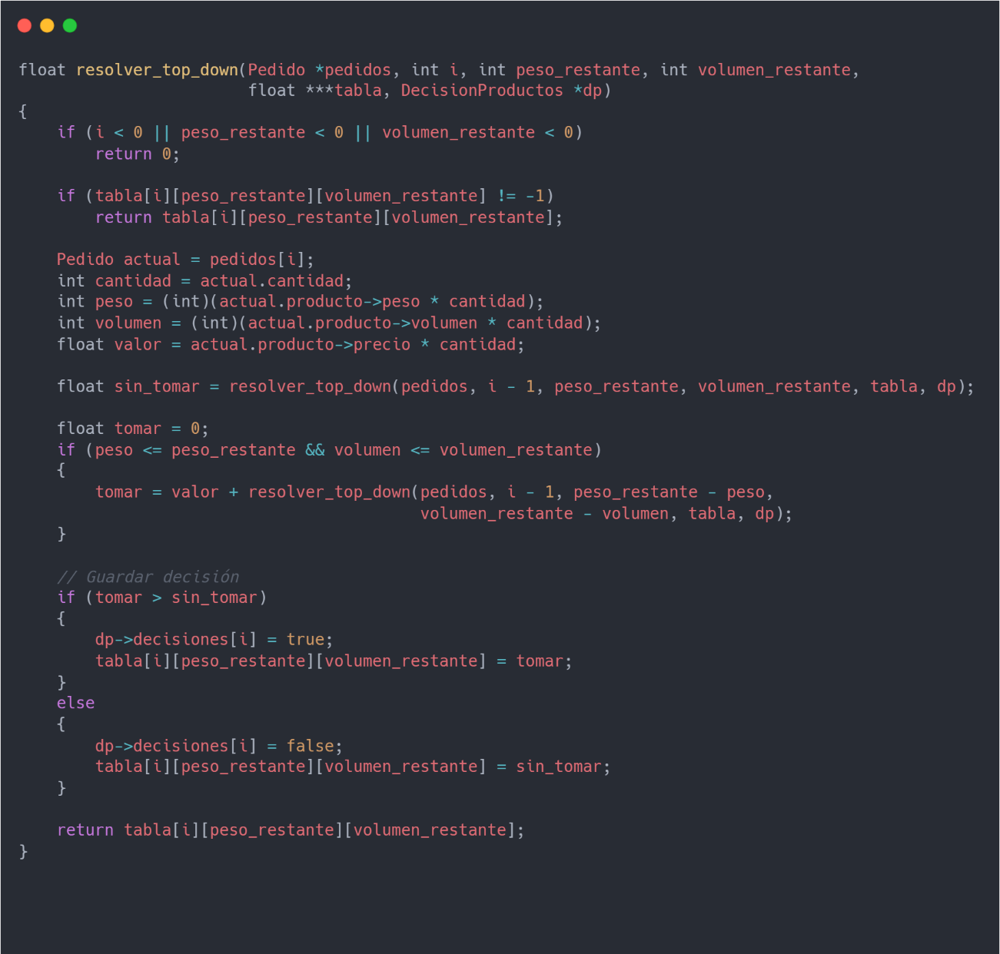 float resolver_top_down(Pedido *pedidos, int i, int peso_restante, int volumen_restante,
                        float ***tabla, DecisionProductos *dp)
{
    if (i < 0 || peso_restante < 0 || volumen_restante < 0)
        return 0;

    if (tabla[i][peso_restante][volumen_restante] != -1)
        return tabla[i][peso_restante][volumen_restante];

    Pedido actual = pedidos[i];
    int cantidad = actual.cantidad;
    int peso = (int)(actual.producto->peso * cantidad);
    int volumen = (int)(actual.producto->volumen * cantidad);
    float valor = actual.producto->precio * cantidad;

    float sin_tomar = resolver_top_down(pedidos, i - 1, peso_restante, volumen_restante, tabla, dp);

    float tomar = 0;
    if (peso <= peso_restante && volumen <= volumen_restante)
    {
        tomar = valor + resolver_top_down(pedidos, i - 1, peso_restante - peso,
                                          volumen_restante - volumen, tabla, dp);
    }

    // Guardar decisión
    if (tomar > sin_tomar)
    {
        dp->decisiones[i] = true;
        tabla[i][peso_restante][volumen_restante] = tomar;
    }
    else
    {
        dp->decisiones[i] = false;
        tabla[i][peso_restante][volumen_restante] = sin_tomar;
    }

    return tabla[i][peso_restante][volumen_restante];
}